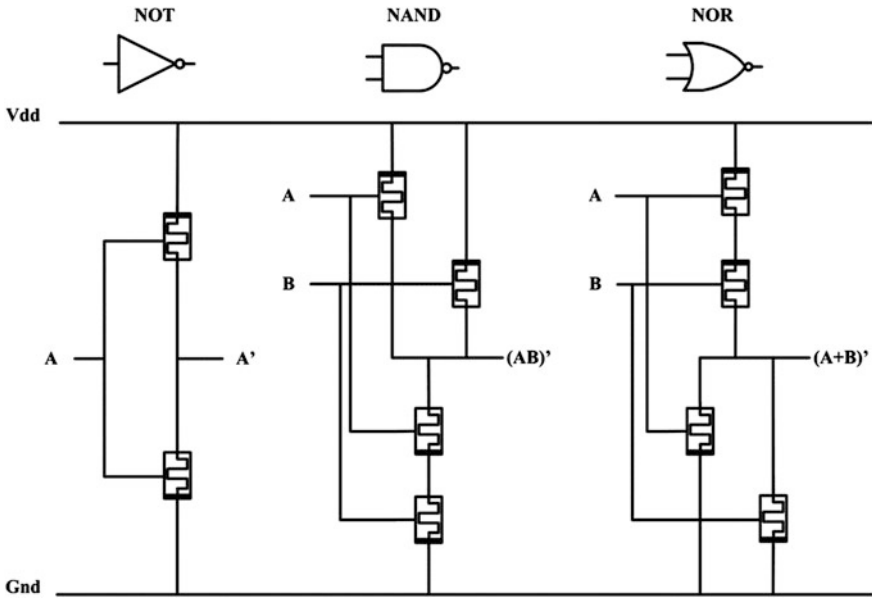 NOT NAND NOR
Vdd
A A
B B
A A’ (AB)’ (A+B)’
Gnd